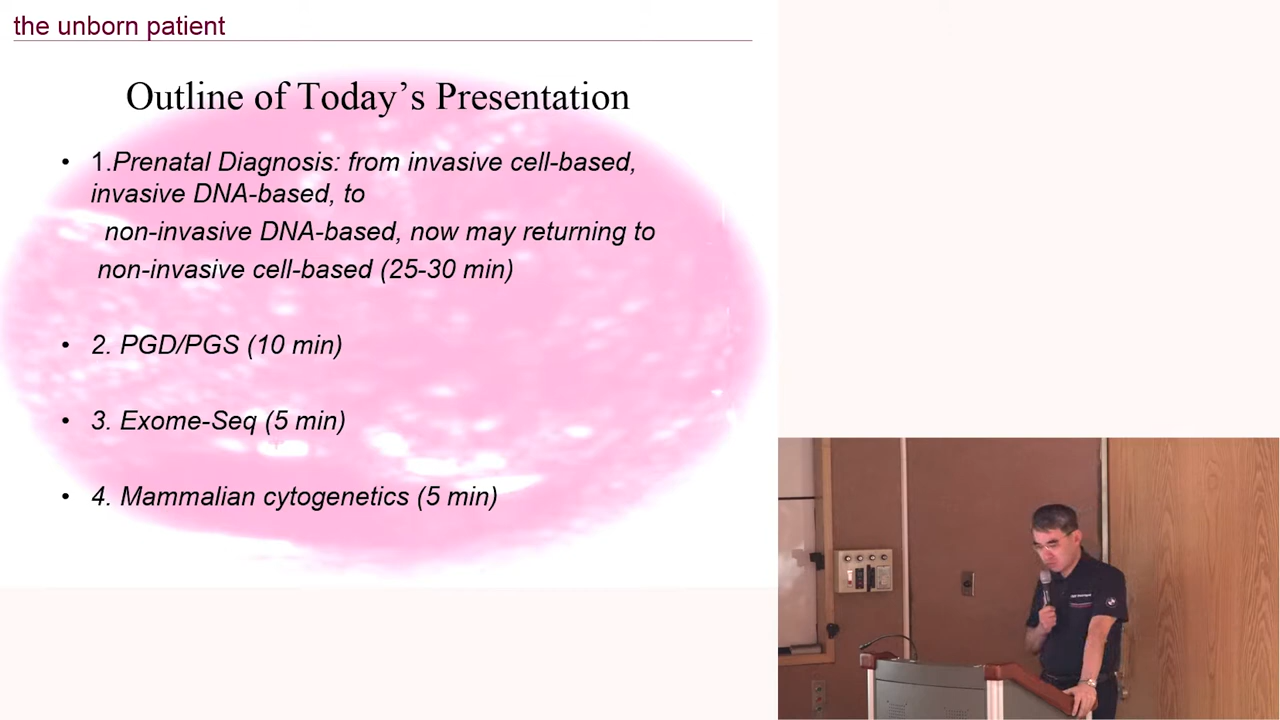 the unborn patient
Outline of Today’s Presentation
• 1.Prenatal Diagnosis: from invasive cell-based,
invasive DNA-based, to
non-invasive DNA-based, now may returning to
non-invasive cell-based (25-30 min)
• 2. PGD/PGS (10 min)
• 3. Exome-Seq (5 min)
• 4. Mammalian cytogenetics (5 min)